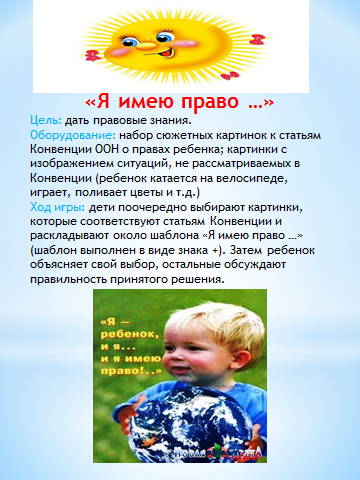 «Я имею право …»
Цель: дать правовые знания.
Оборудование: набор сюжетных картинок к статьям
Конвенции ООН о правах ребенка; картинки с
изображением ситуаций, не рассматриваемых в
Конвенции (ребенок катается на велосипеде,
играет, поливает цветы и т.д.)
Ход игры: дети поочередно выбирают картинки,
которые соответствуют статьям Конвенции и
раскладывают около шаблона «Я имею право …»
(шаблон выполнен в виде знака +). Затем ребенок
объясняет свой выбор, остальные обсуждают
правильность принятого решения.
«Я –
ребенок,
и я...
и я имею
право!..»